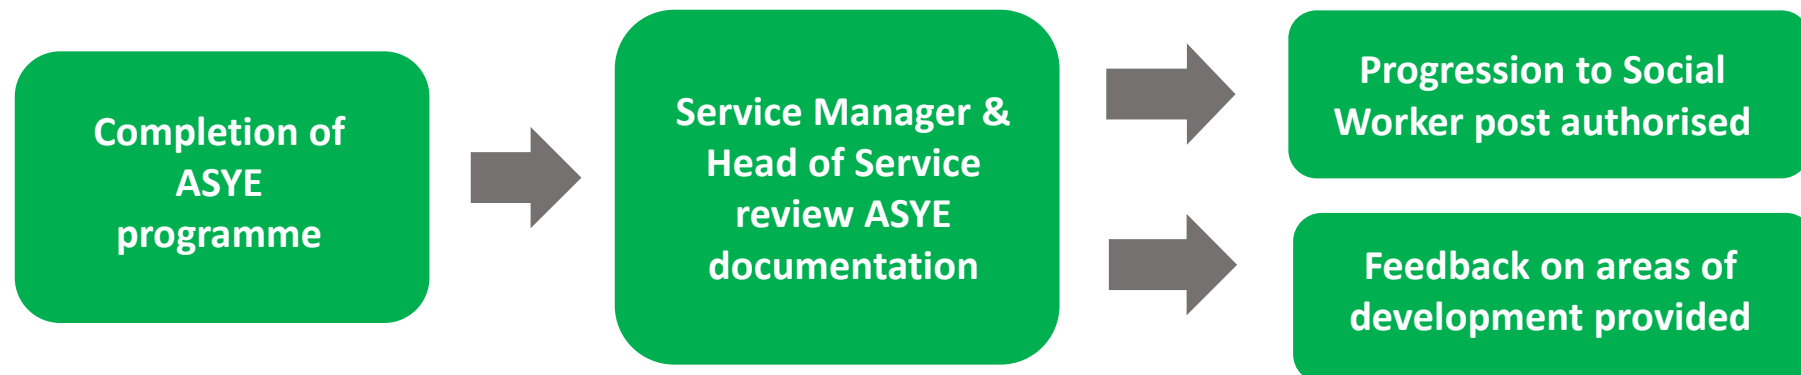 Completion of
ASYE
programme
Service Manager &
Head of Service
review ASYE
documentation
Progression to Social
Worker post authorised
Feedback on areas of
development provided